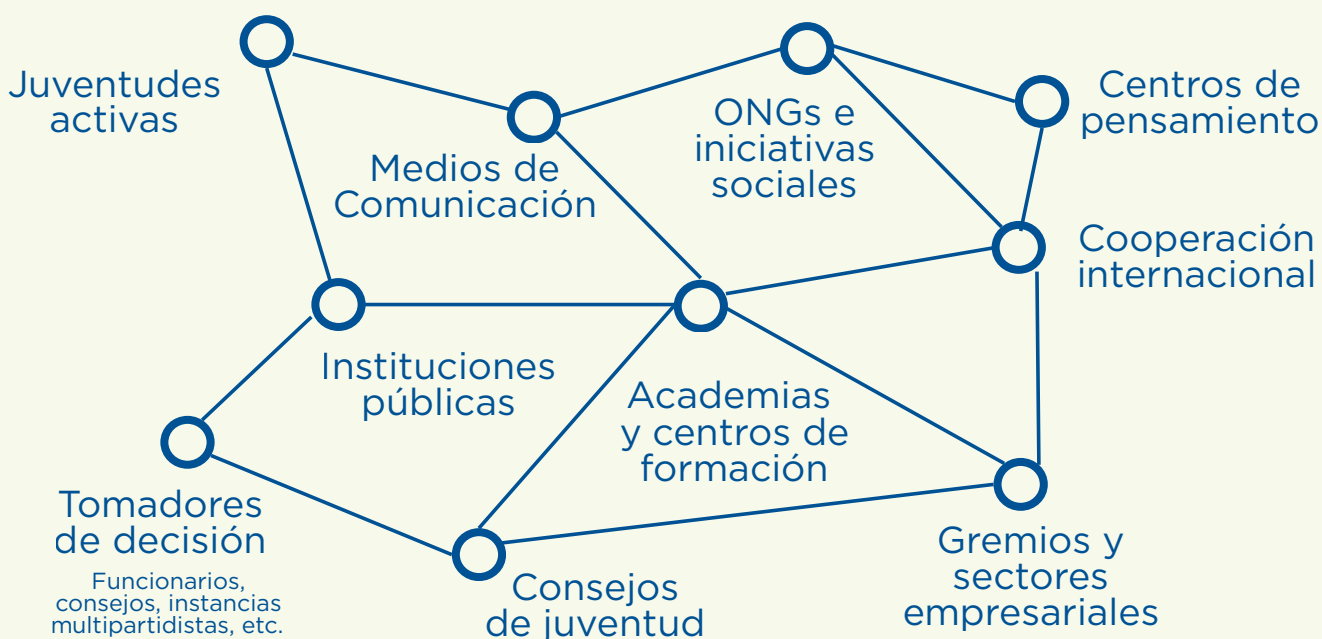 Juventudes
activas
Medios de
Comunicación
ONGs e
iniciativas
sociales
Centros de
pensamiento
Cooperación
internacional
Instituciones
públicas
Academias
y centros de
formación
Tomadores
de decisión
Funcionarios,
consejos, instancias
multipartidistas, etc.
Consejos
de juventud
Gremios y
sectores
empresariales